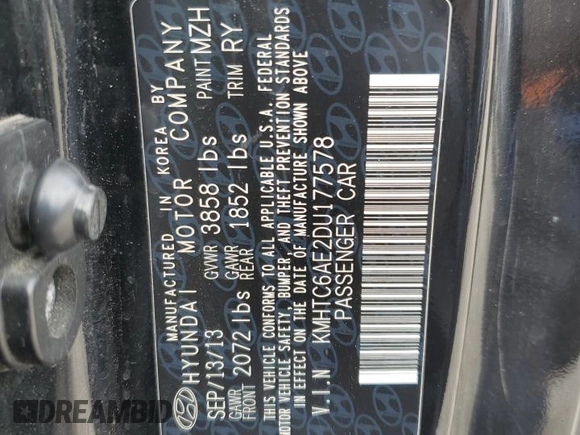 MANUFACTURED IN KOREA BY
HYUNDAI MOTOR COMPANY
SEP/13/13 GVWR 3858 lbs PAINT MZH
GAWR FRONT 2072 lbs GAWR REAR 1852 lbs TRIM RY
THIS VEHICLE CONFORMS TO ALL APPLICABLE U.S.A. FEDERAL
MOTOR VEHICLE SAFETY, BUMPER, AND THEFT PREVENTION STANDARDS
IN EFFECT ON THE DATE OF MANUFACTURE SHOWN ABOVE
V.I.N KMHTC6AE2DU177578
PASSENGER CAR
DREAMBID